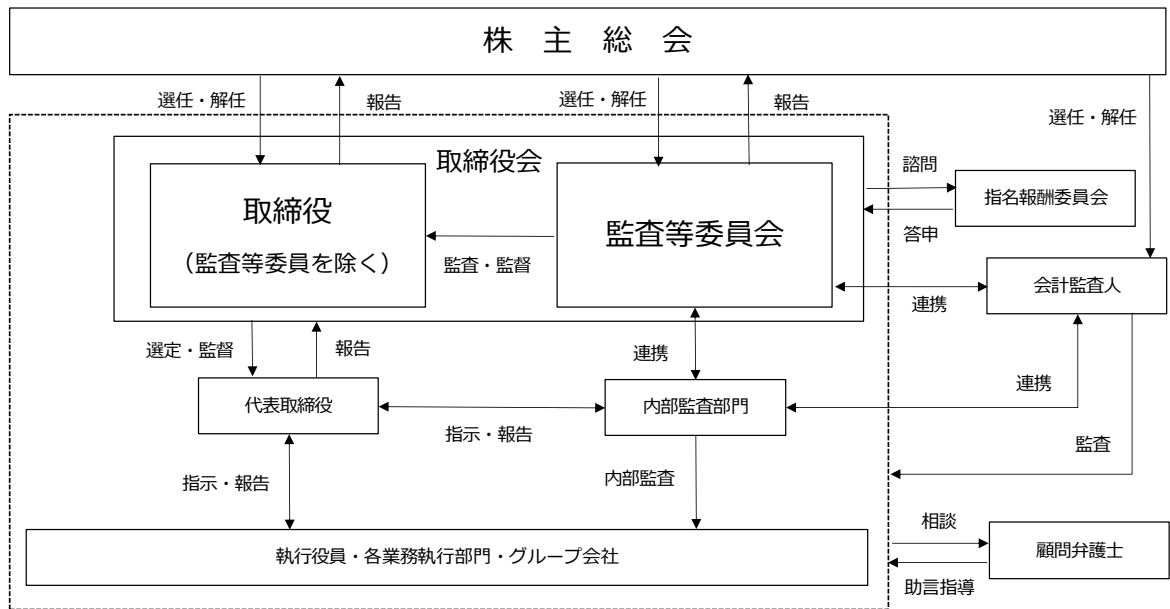 株主総会
選任・解任
報告
選任・解任
報告
選任・解任
取締役会
取締役
（監査等委員を除く）
監査・監督
監査等委員会
諮問
答申
指名報酬委員会
連携
会計監査人
選定・監督
報告
連携
代表取締役
指示・報告
内部監査部門
連携
監査
指示・報告
内部監査
執行役員・各業務執行部門・グループ会社
相談
助言指導
顧問弁護士